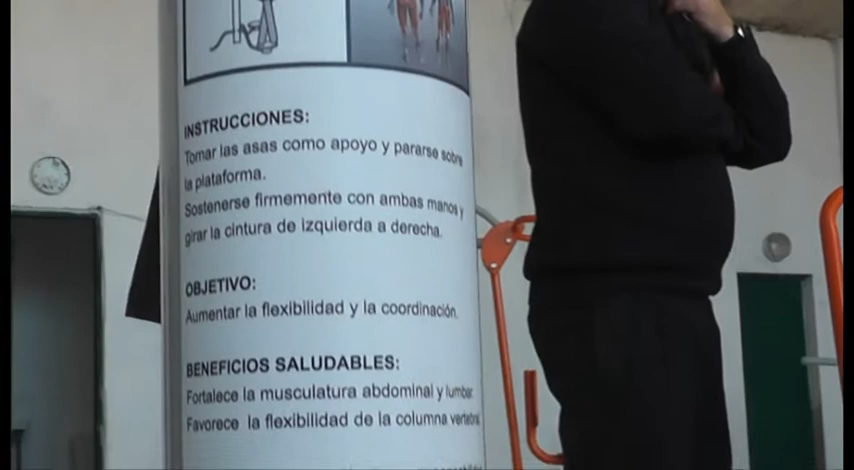 INSTRUCCIONES:
Tomar las asas como apoyo y pararse sobre
la plataforma.
Sostenerse firmemente con ambas manos y
girar la cintura de izquierda a derecha.
OBJETIVO:
Aumentar la flexibilidad y la coordinación.
BENEFICIOS SALUDABLES:
Fortalece la musculatura abdominal y lumbar.
Favorece la flexibilidad de la columna vertebral